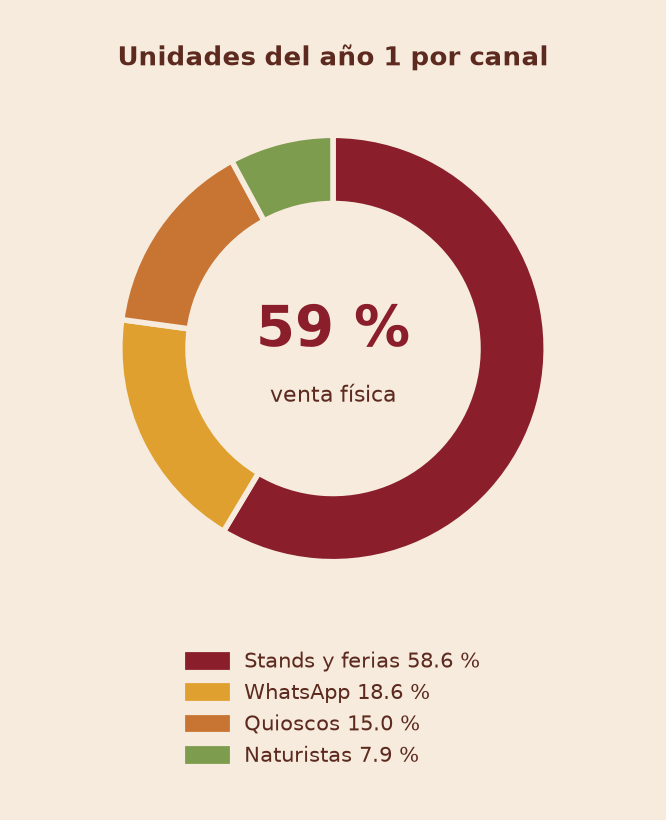 Unidades del año 1 por canal
59 %
venta física
Stands y ferias 58.6 %
WhatsApp 18.6 %
Quioscos 15.0 %
Naturistas 7.9 %